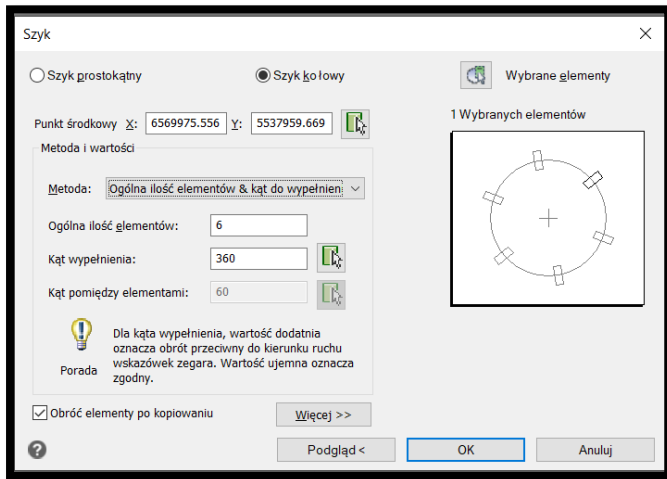 Szyk
Szyk prostokątny
Szyk kołowy
Wybrane elementy
Punkt środkowy X: 6569975.556 Y: 5537959.669
1 Wybranych elementów
Metoda i wartości
Metoda: Ogólna ilość elementów & kąt do wypełnien
Ogólna ilość elementów: 6
Kąt wypełnienia: 360
Kąt pomiędzy elementami: 60
Porada
Dla kąta wypełnienia, wartość dodatnia
oznacza obrót przeciwny do kierunku ruchu
wskazówek zegara. Wartość ujemna oznacza
zgodny.
Obróć elementy po kopiowaniu
Więcej >>
Podgląd <
OK
Anuluj